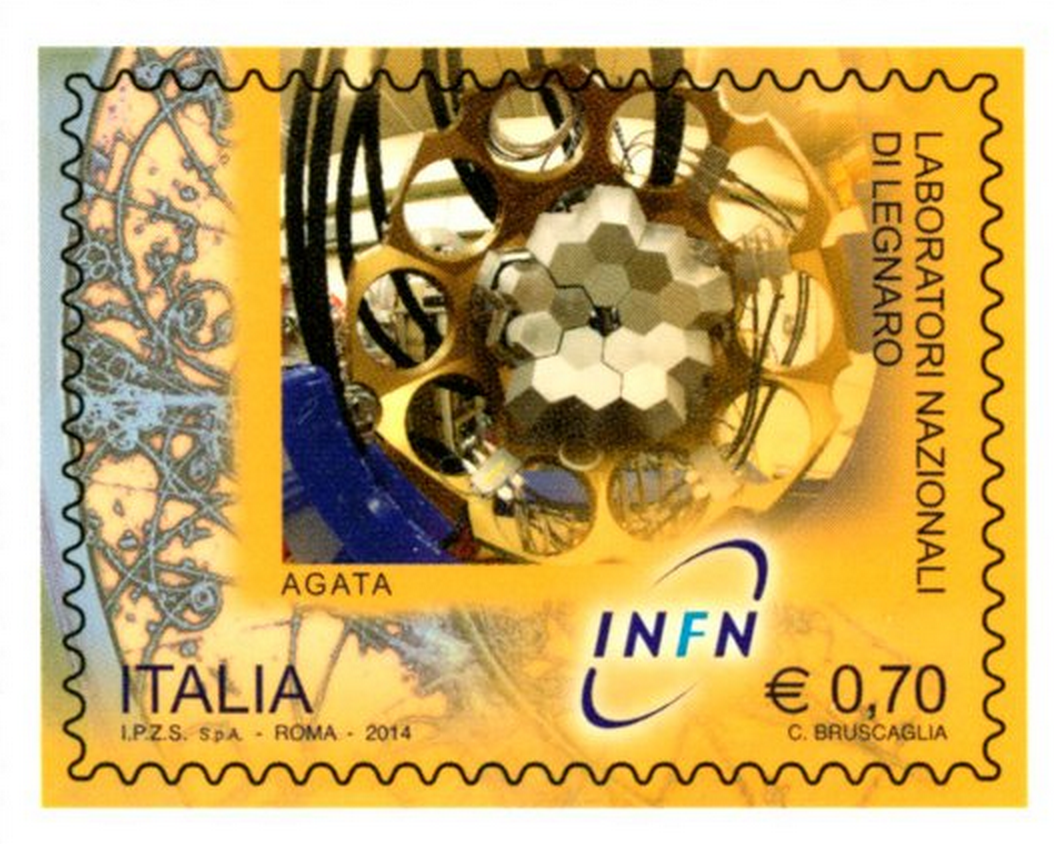 LABORATORI NAZIONALI
DI LEGNARO
AGATA
INFN
ITALIA
€ 0,70
I.P.Z.S. S.p.A. - ROMA - 2014
C. BRUSCAGLIA